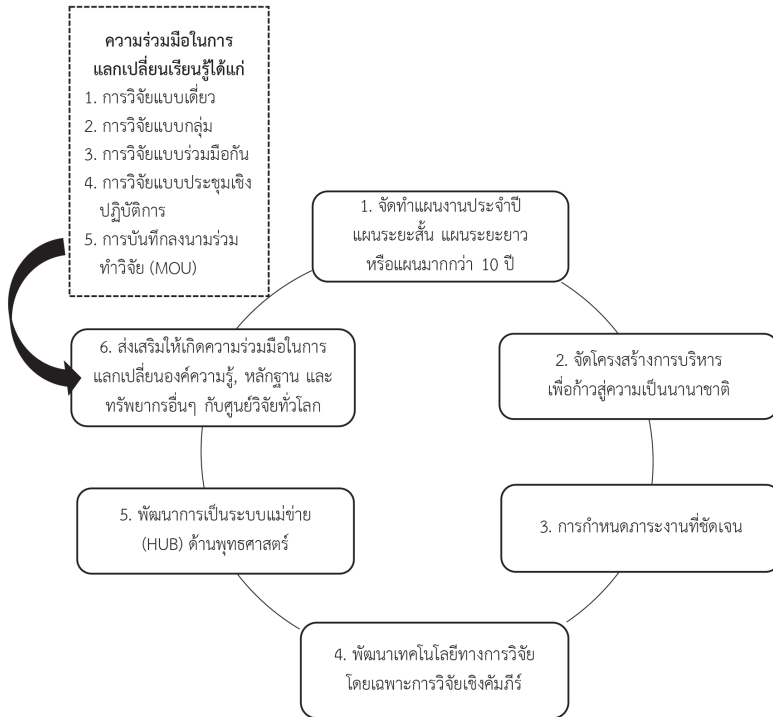 ความร่วมมือในการ
แลกเปลี่ยนเรียนรู้ได้แก่
1. การวิจัยแบบเดี่ยว
2. การวิจัยแบบกลุ่ม
3. การวิจัยแบบร่วมมือกัน
4. การวิจัยแบบประชุมเชิง
ปฏิบัติการ
5. การบันทึกลงนามร่วม
ทำวิจัย (MOU)
1. จัดทำแผนงานประจำปี
แผนระยะสั้น แผนระยะยาว
หรือแผนมากกว่า 10 ปี
2. จัดโครงสร้างการบริหาร
เพื่อก้าวสู่ความเป็นนานาชาติ
3. การกำหนดภาระงานที่ชัดเจน
4. พัฒนาเทคโนโลยีทางการวิจัย
โดยเฉพาะการวิจัยเชิงคัมภีร์
5. พัฒนาการเป็นระบบแม่ข่าย
(HUB) ด้านพุทธศาสตร์
6. ส่งเสริมให้เกิดความร่วมมือในการ
แลกเปลี่ยนองค์ความรู้, หลักฐาน และ
ทรัพยากรอื่นๆ กับศูนย์วิจัยทั่วโลก